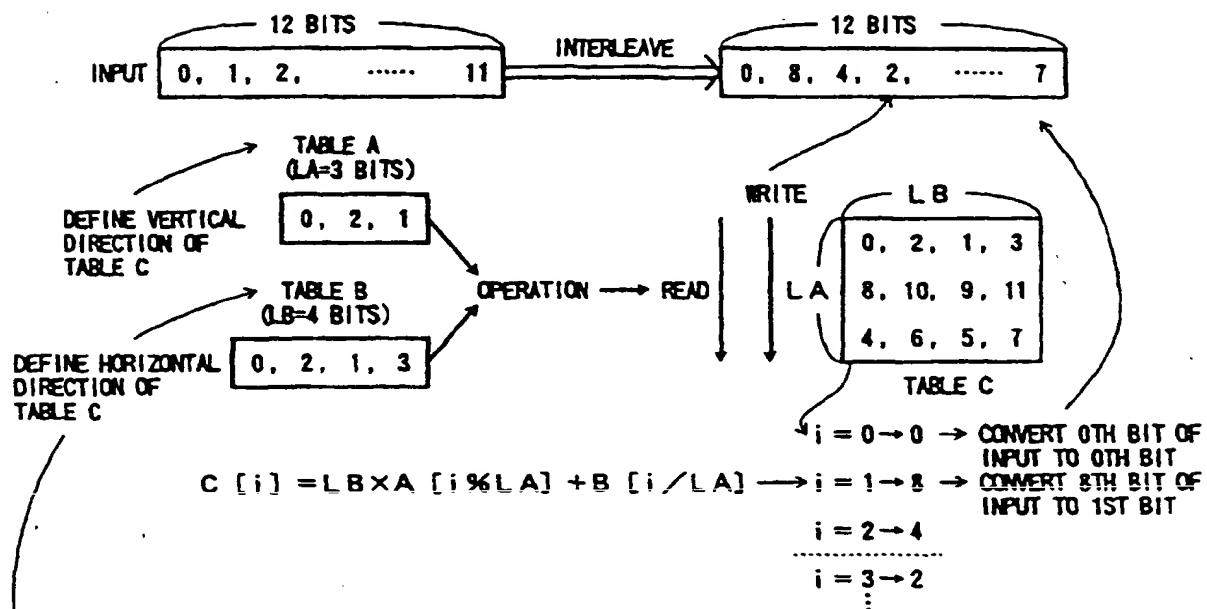 12 BITS
12 BITS
INTERLEAVE
INPUT 0, 1, 2, ······ 11
0, 8, 4, 2, ······ 7
TABLE A
(LA=3 BITS)
0, 2, 1
DEFINE VERTICAL
DIRECTION OF
TABLE C
TABLE B
(LB=4 BITS)
0, 2, 1, 3
DEFINE HORIZONTAL
DIRECTION OF
TABLE C
OPERATION → READ
WRITE
LB
LA
0, 2, 1, 3
8, 10, 9, 11
4, 6, 5, 7
TABLE C
C [i] =LB×A [i%LA] +B [i/LA]
i = 0 → 0 → CONVERT 0TH BIT OF
INPUT TO 0TH BIT
i = 1 → 8 → CONVERT 8TH BIT OF
INPUT TO 1ST BIT
i = 2 → 4
i = 3 → 2